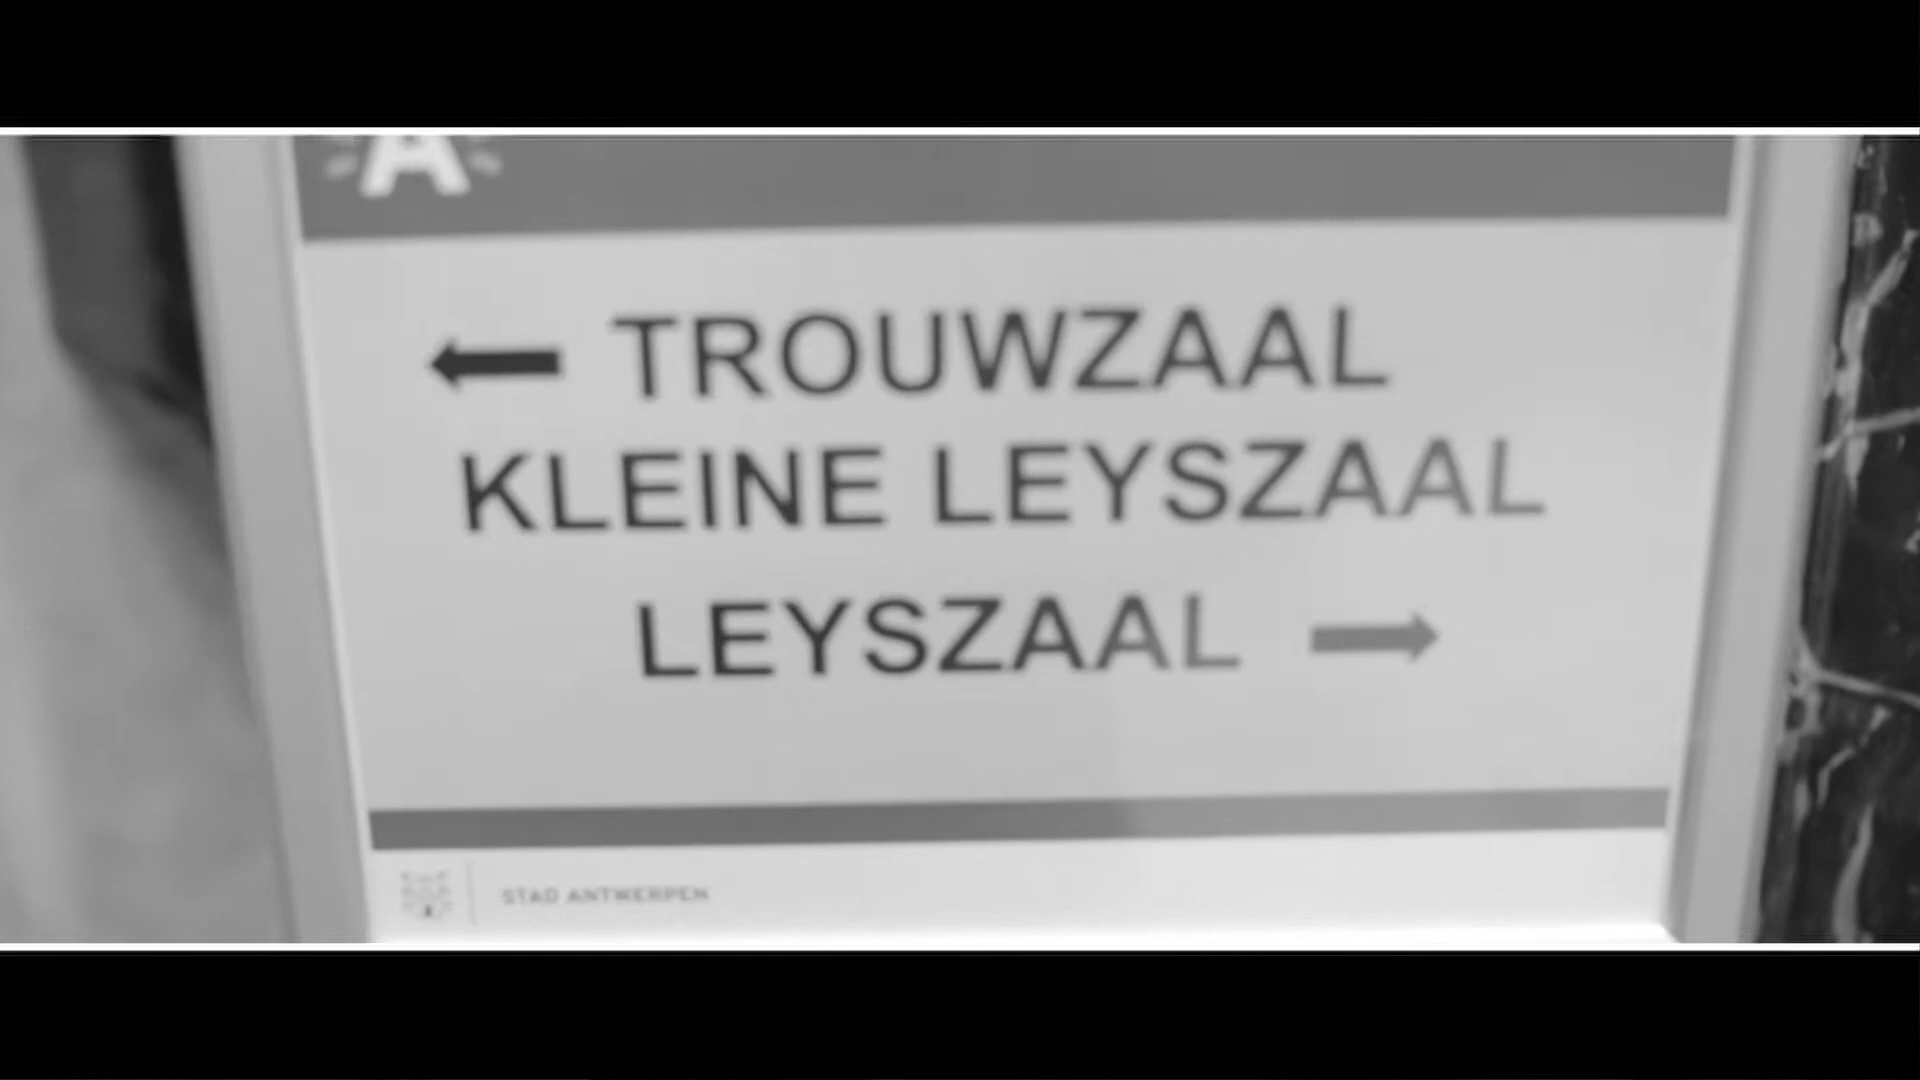 A
← TROUWZAAL
KLEINE LEYSZAAL
LEYSZAAL →
STAD ANTWERPEN